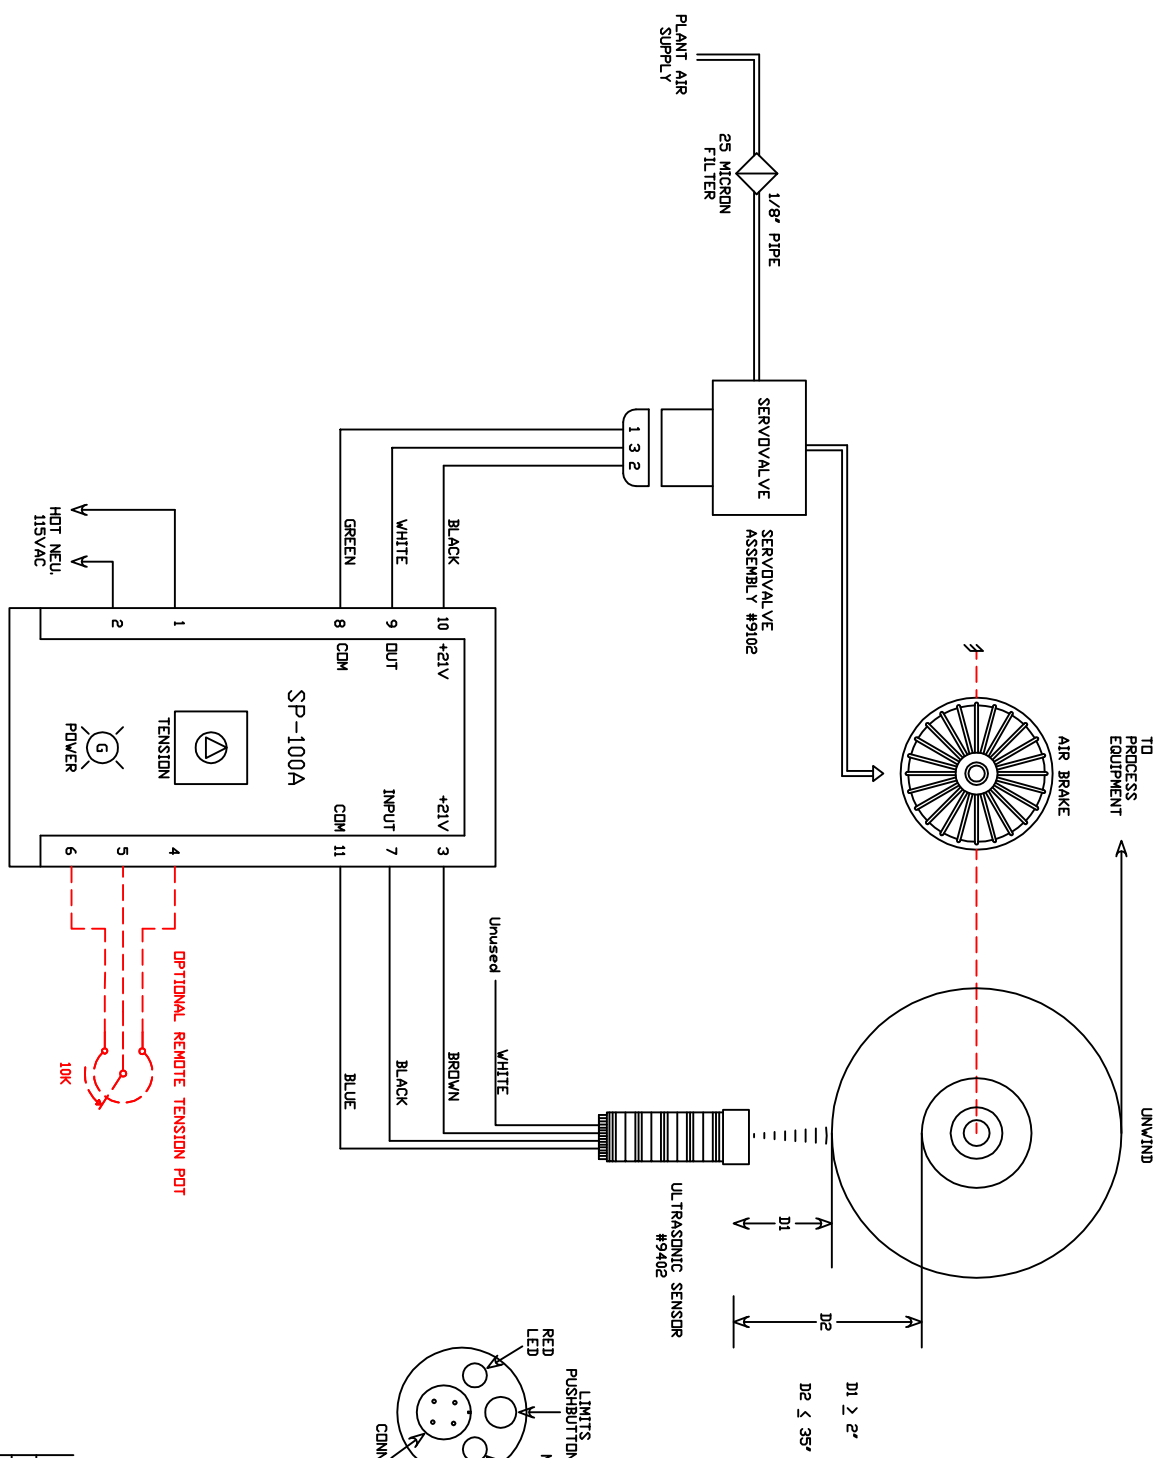 PLANT AIR
SUPPLY
25 MICRON
FILTER
1/8" PIPE
SERVOVALVE
SERVOVALVE
ASSEMBLY #9102
1 3 2
GREEN
WHITE
BLACK
HOT NEU.
115VAC
TO
PROCESS
EQUIPMENT
AIR BRAKE
UNWIND
10 +21V
9 OUT
8 COM
1
2
SP-100A
TENSION
G
POWER
+21V 3
INPUT 7
COM 11
4
5
6
OPTIONAL REMOTE TENSION POT
10K
Unused
WHITE
BROWN
BLACK
BLUE
ULTRASONIC SENSOR
#9402
D1
D2
D1 ≥ 2"
D2 ≤ 35"
RED
LED
LIMITS
PUSHBUTTON